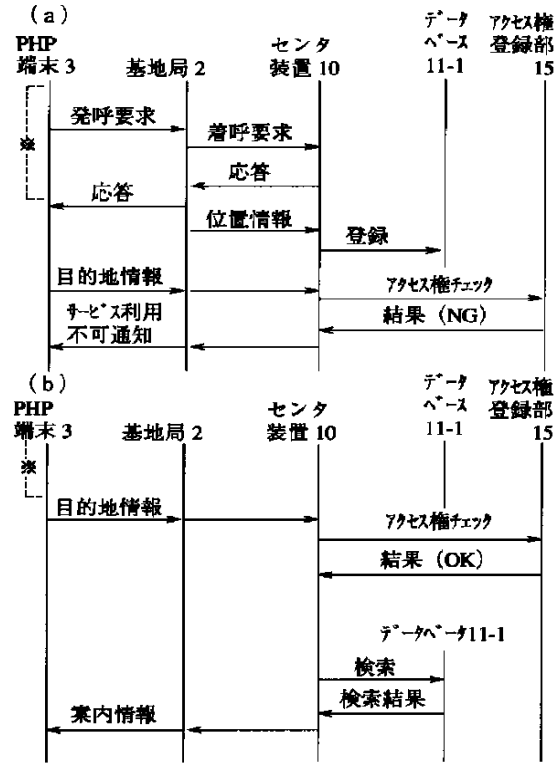 (a)
PHP
端末3
基地局2
センタ
装置10
データ
ベース
11-1
アクセス権
登録部
15
※
発呼要求
着呼要求
応答
応答
位置情報
登録
目的地情報
アクセス権チェック
結果(NG)
サービス利用
不可通知
(b)
PHP
端末3
基地局2
センタ
装置10
データ
ベース
11-1
アクセス権
登録部
15
※
目的地情報
アクセス権チェック
結果(OK)
データベータ11-1
検索
検索結果
案内情報